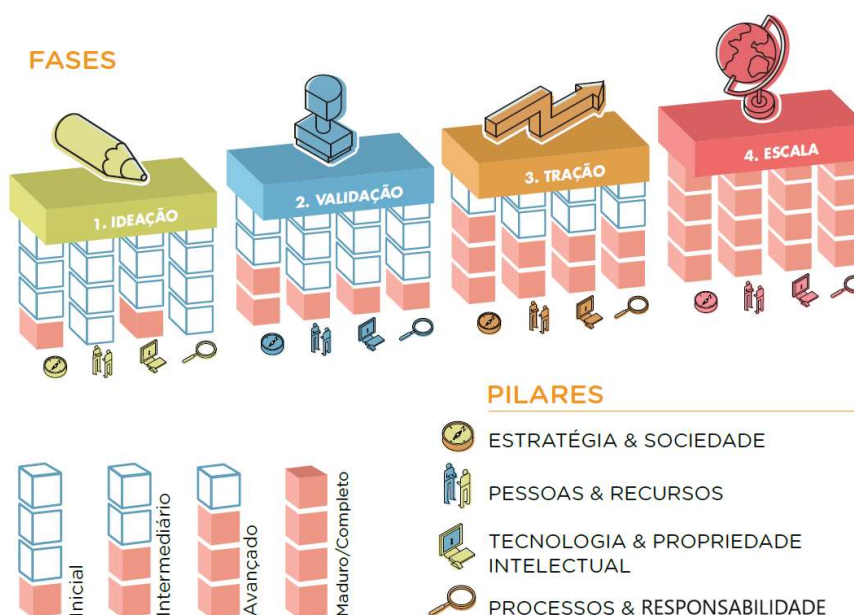 FASES
1. IDEAÇÃO
2. VALIDAÇÃO
3. TRAÇÃO
4. ESCALA
PILARES
ESTRATÉGIA & SOCIEDADE
PESSOAS & RECURSOS
TECNOLOGIA & PROPRIEDADE
INTELECTUAL
PROCESSOS & RESPONSABILIDADE
Inicial
Intermediário
Avançado
Maduro/Completo